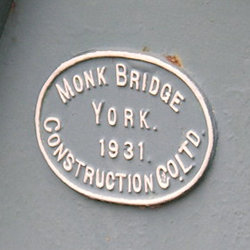 MONK BRIDGE
YORK.
1931.
CONSTRUCTION CO LTD.